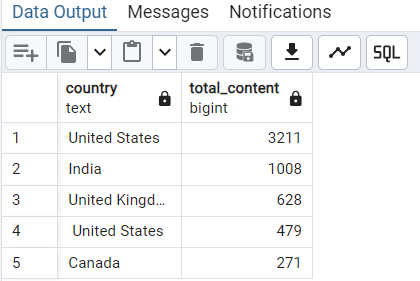 Data Output Messages Notifications
SQL
country total_content
text bigint
1 United States 3211
2 India 1008
3 United Kingd... 628
4 United States 479
5 Canada 271